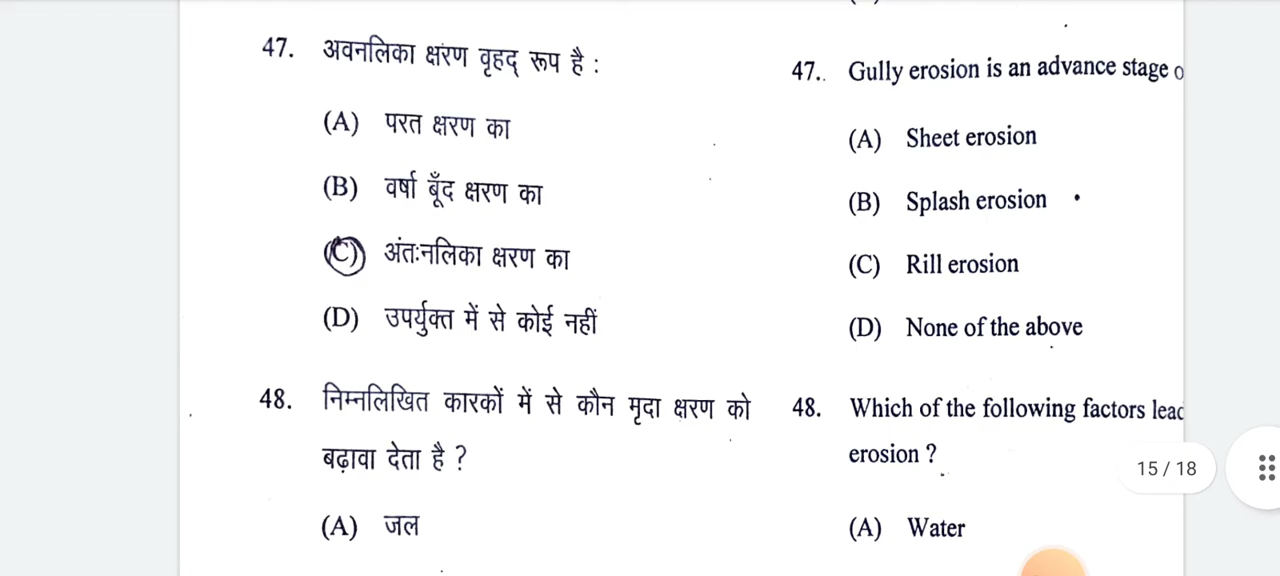 47. अवनलिका क्षरण वृहद् रूप है :
(A) परत क्षरण का
(B) वर्षा बूँद क्षरण का
(C) अंतःनलिका क्षरण का
(D) उपर्युक्त में से कोई नहीं
48. निम्नलिखित कारकों में से कौन मृदा क्षरण को
बढ़ावा देता है ?
(A) जल
47. Gully erosion is an advance stage
(A) Sheet erosion
(B) Splash erosion
(C) Rill erosion
(D) None of the above
48. Which of the following factors
erosion ?
(A) Water
15 / 18